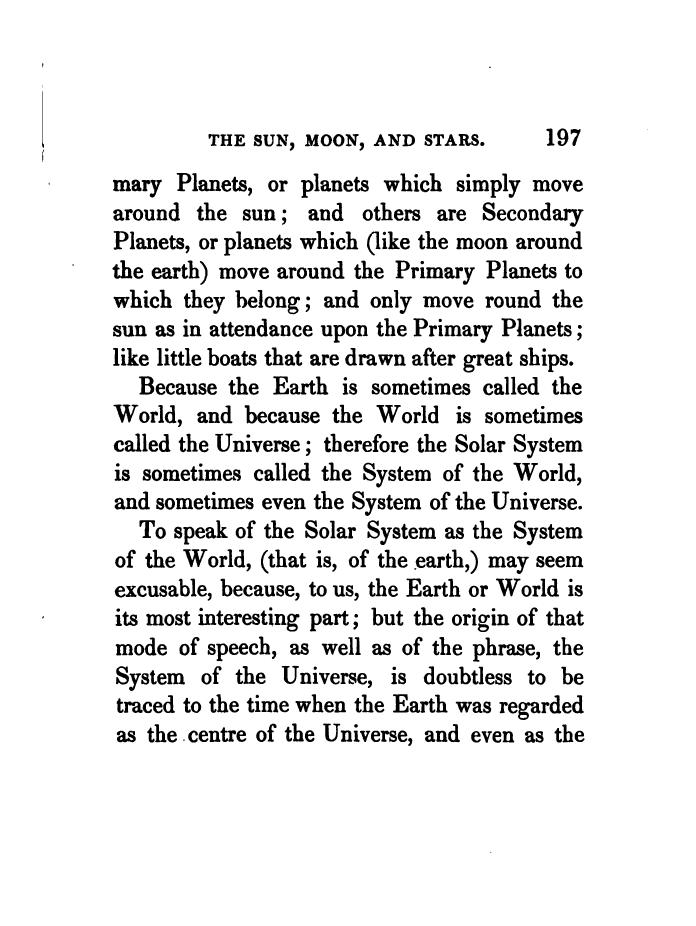 THE SUN, MOON, AND STARS. 197
mary Planets, or planets which simply move
around the sun; and others are Secondary
Planets, or planets which (like the moon around
the earth) move around the Primary Planets to
which they belong; and only move round the
sun as in attendance upon the Primary Planets;
like little boats that are drawn after great ships.
Because the Earth is sometimes called the
World, and because the World is sometimes
called the Universe; therefore the Solar System
is sometimes called the System of the World,
and sometimes even the System of the Universe.
To speak of the Solar System as the System
of the World, (that is, of the earth,) may seem
excusable, because, to us, the Earth or World is
its most interesting part; but the origin of that
mode of speech, as well as of the phrase, the
System of the Universe, is doubtless to be
traced to the time when the Earth was regarded
as the centre of the Universe, and even as the